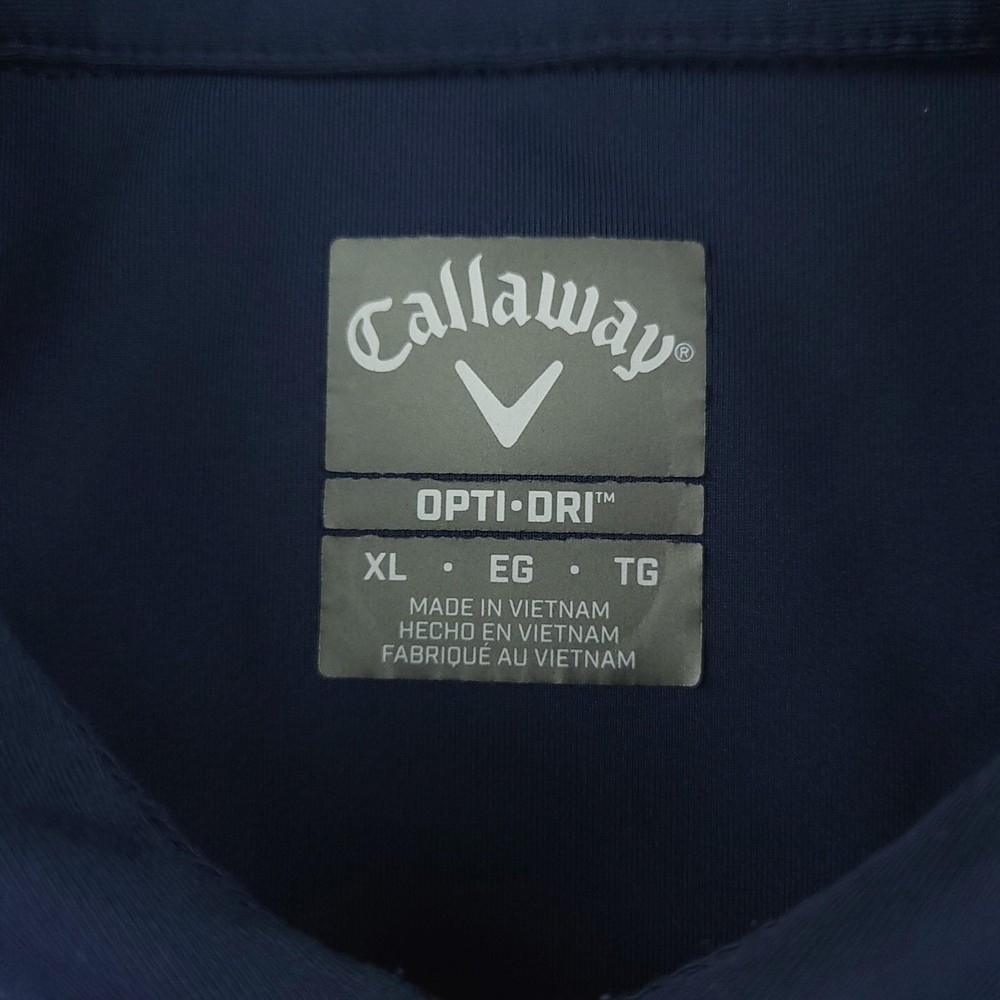 Callaway®
OPTI•DRI™
XL • EG • TG
MADE IN VIETNAM
HECHO EN VIETNAM
FABRIQUÉ AU VIETNAM